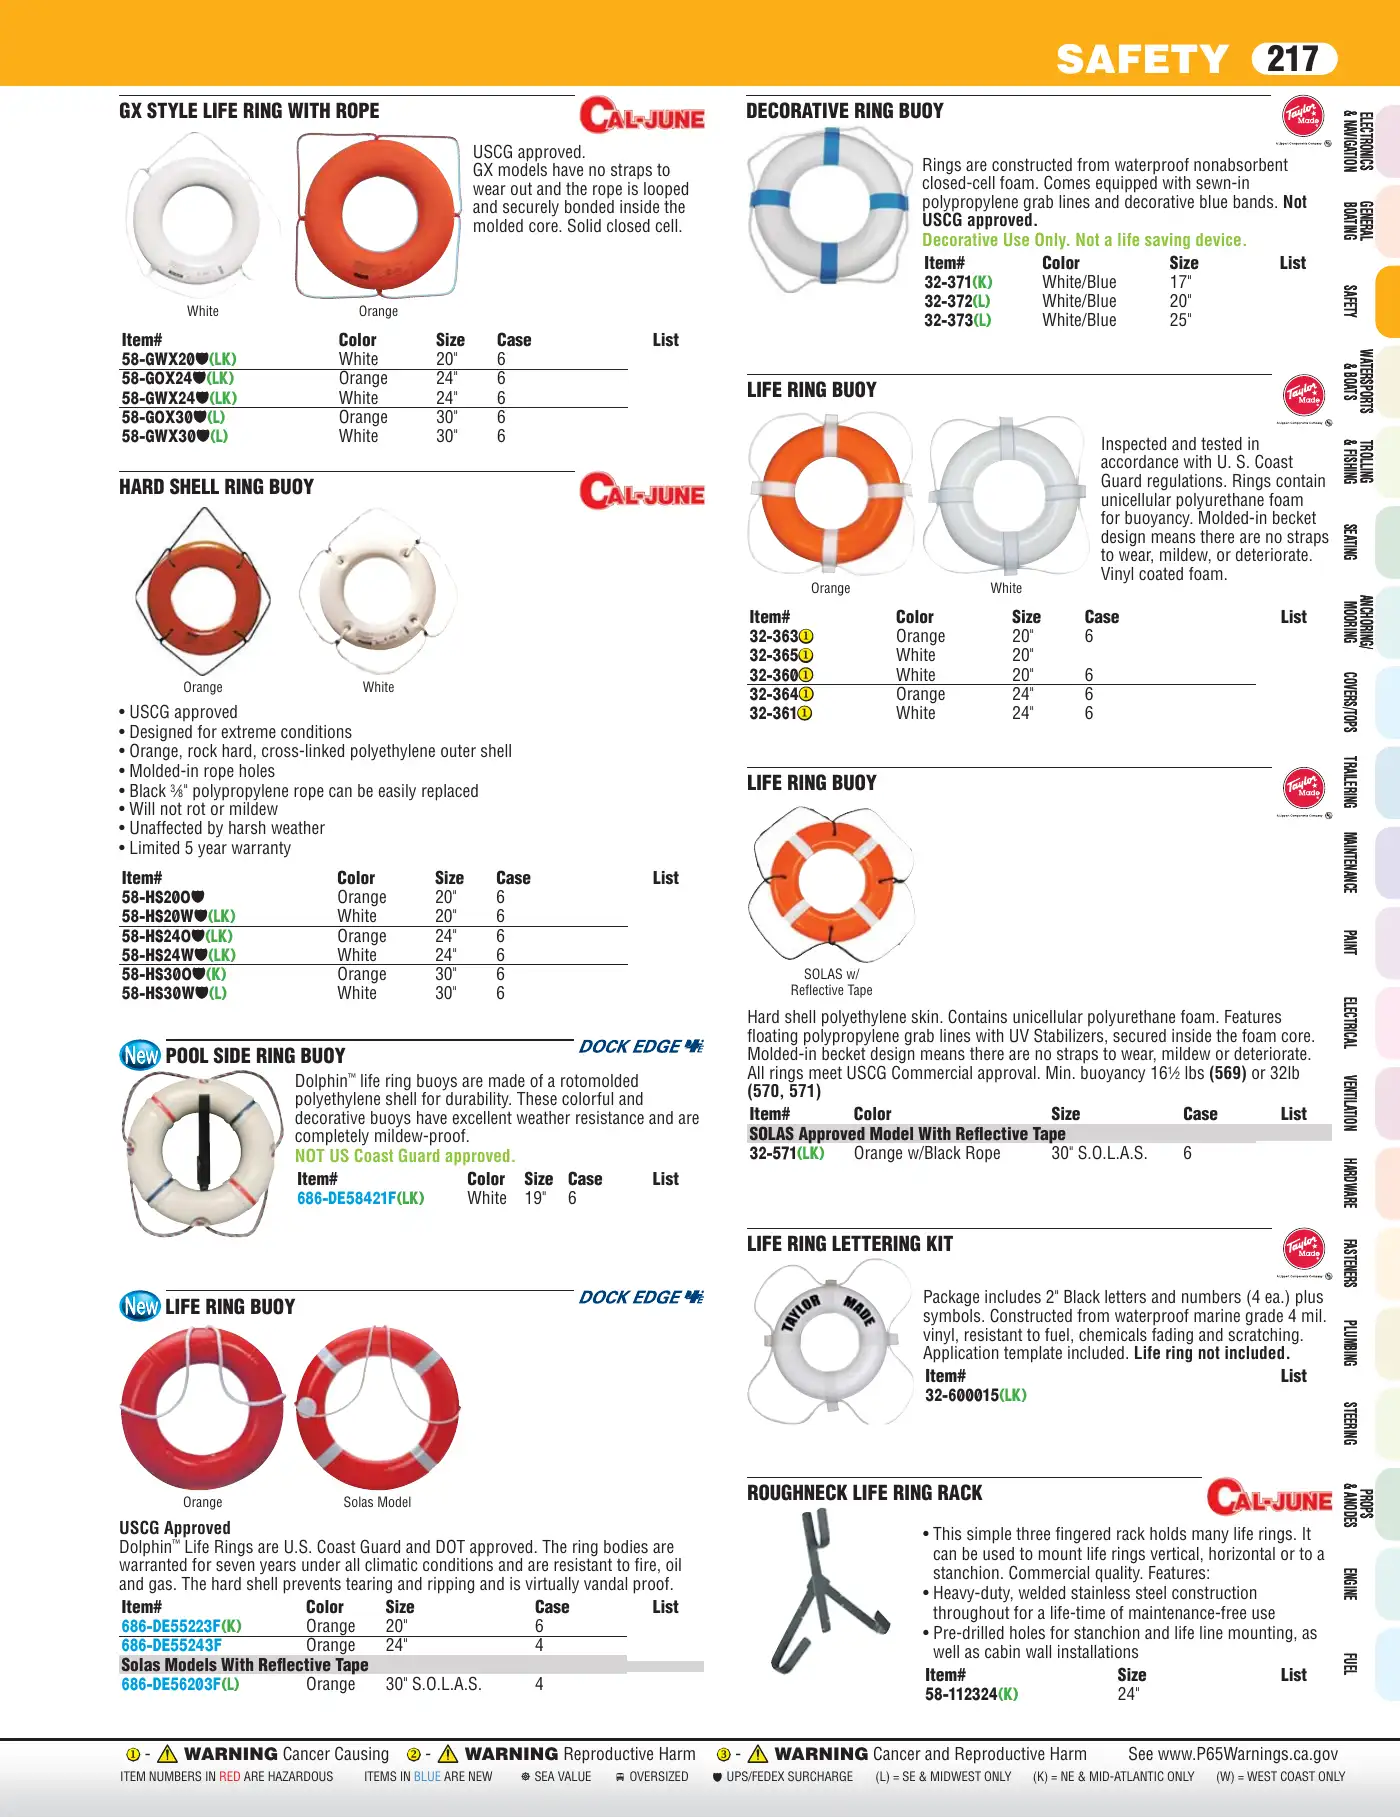 SAFETY 217
GX STYLE LIFE RING WITH ROPE
CAL-JUNE
USCG approved.
GX models have no straps to
wear out and the rope is looped
and securely bonded inside the
molded core. Solid closed cell.
White
Orange
Item# Color Size Case List
58-GWX20(LK) White 20" 6
58-GOX24(LK) Orange 24" 6
58-GWX24(LK) White 24" 6
58-GOX30(L) Orange 30" 6
58-GWX30(L) White 30" 6
HARD SHELL RING BUOY
CAL-JUNE
Orange
White
• USCG approved
• Designed for extreme conditions
• Orange, rock hard, cross-linked polyethylene outer shell
• Molded-in rope holes
• Black ⅜" polypropylene rope can be easily replaced
• Will not rot or mildew
• Unaffected by harsh weather
• Limited 5 year warranty
Item# Color Size Case List
58-HS20O Orange 20" 6
58-HS20W(LK) White 20" 6
58-HS24O(LK) Orange 24" 6
58-HS24W(LK) White 24" 6
58-HS30O(K) Orange 30" 6
58-HS30W(L) White 30" 6
New POOL SIDE RING BUOY
DOCK EDGE
Dolphin™ life ring buoys are made of a rotomolded
polyethylene shell for durability. These colorful and
decorative buoys have excellent weather resistance and are
completely mildew-proof.
NOT US Coast Guard approved.
Item# Color Size Case List
686-DE58421F(LK) White 19" 6
New LIFE RING BUOY
DOCK EDGE
Orange
Solas Model
USCG Approved
Dolphin™ Life Rings are U.S. Coast Guard and DOT approved. The ring bodies are
warranted for seven years under all climatic conditions and are resistant to fire, oil
and gas. The hard shell prevents tearing and ripping and is virtually vandal proof.
Item# Color Size Case List
686-DE55223F(K) Orange 20" 6
686-DE55243F Orange 24" 4
Solas Models With Reflective Tape
686-DE56203F(L) Orange 30" S.O.L.A.S. 4
DECORATIVE RING BUOY
Taylor Made
Rings are constructed from waterproof nonabsorbent
closed-cell foam. Comes equipped with sewn-in
polypropylene grab lines and decorative blue bands. Not
USCG approved.
Decorative Use Only. Not a life saving device.
Item# Color Size List
32-371(K) White/Blue 17"
32-372(L) White/Blue 20"
32-373(L) White/Blue 25"
LIFE RING BUOY
Taylor Made
Orange
White
Inspected and tested in
accordance with U. S. Coast
Guard regulations. Rings contain
unicellular polyurethane foam
for buoyancy. Molded-in becket
design means there are no straps
to wear, mildew, or deteriorate.
Vinyl coated foam.
Item# Color Size Case List
32-363① Orange 20" 6
32-365① White 20"
32-360① White 20" 6
32-364① Orange 24" 6
32-361① White 24" 6
LIFE RING BUOY
Taylor Made
SOLAS w/
Reflective Tape
Hard shell polyethylene skin. Contains unicellular polyurethane foam. Features
floating polypropylene grab lines with UV Stabilizers, secured inside the foam core.
Molded-in becket design means there are no straps to wear, mildew or deteriorate.
All rings meet USCG Commercial approval. Min. buoyancy 16½ lbs (569) or 32lb
(570, 571)
Item# Color Size Case List
SOLAS Approved Model With Reflective Tape
32-571(LK) Orange w/Black Rope 30" S.O.L.A.S. 6
LIFE RING LETTERING KIT
Taylor Made
TAYLOR MADE
Package includes 2" Black letters and numbers (4 ea.) plus
symbols. Constructed from waterproof marine grade 4 mil.
vinyl, resistant to fuel, chemicals fading and scratching.
Application template included. Life ring not included.
Item# List
32-600015(LK)
ROUGHNECK LIFE RING RACK
CAL-JUNE
• This simple three fingered rack holds many life rings. It
can be used to mount life rings vertical, horizontal or to a
stanchion. Commercial quality. Features:
• Heavy-duty, welded stainless steel construction
throughout for a life-time of maintenance-free use
• Pre-drilled holes for stanchion and life line mounting, as
well as cabin wall installations
Item# Size List
58-112324(K) 24"
ELECTRONICS
& NAVIGATION
GENERAL
BOATING
SAFETY
WATERSPORTS
& BOATS
TROLLING
& FISHING
SEATING
ANCHORING/
MOORING
COVERS/TOPS
TRAILERING
MAINTENANCE
PAINT
ELECTRICAL
VENTILATION
HARDWARE
FASTENERS
PLUMBING
STEERING
PROPS
& ANODES
ENGINE
FUEL
① - WARNING Cancer Causing ② - WARNING Reproductive Harm ③ - WARNING Cancer and Reproductive Harm See www.P65Warnings.ca.gov
ITEM NUMBERS IN RED ARE HAZARDOUS ITEMS IN BLUE ARE NEW SEA VALUE OVERSIZED UPS/FEDEX SURCHARGE (L) = SE & MIDWEST ONLY (K) = NE & MID-ATLANTIC ONLY (W) = WEST COAST ONLY